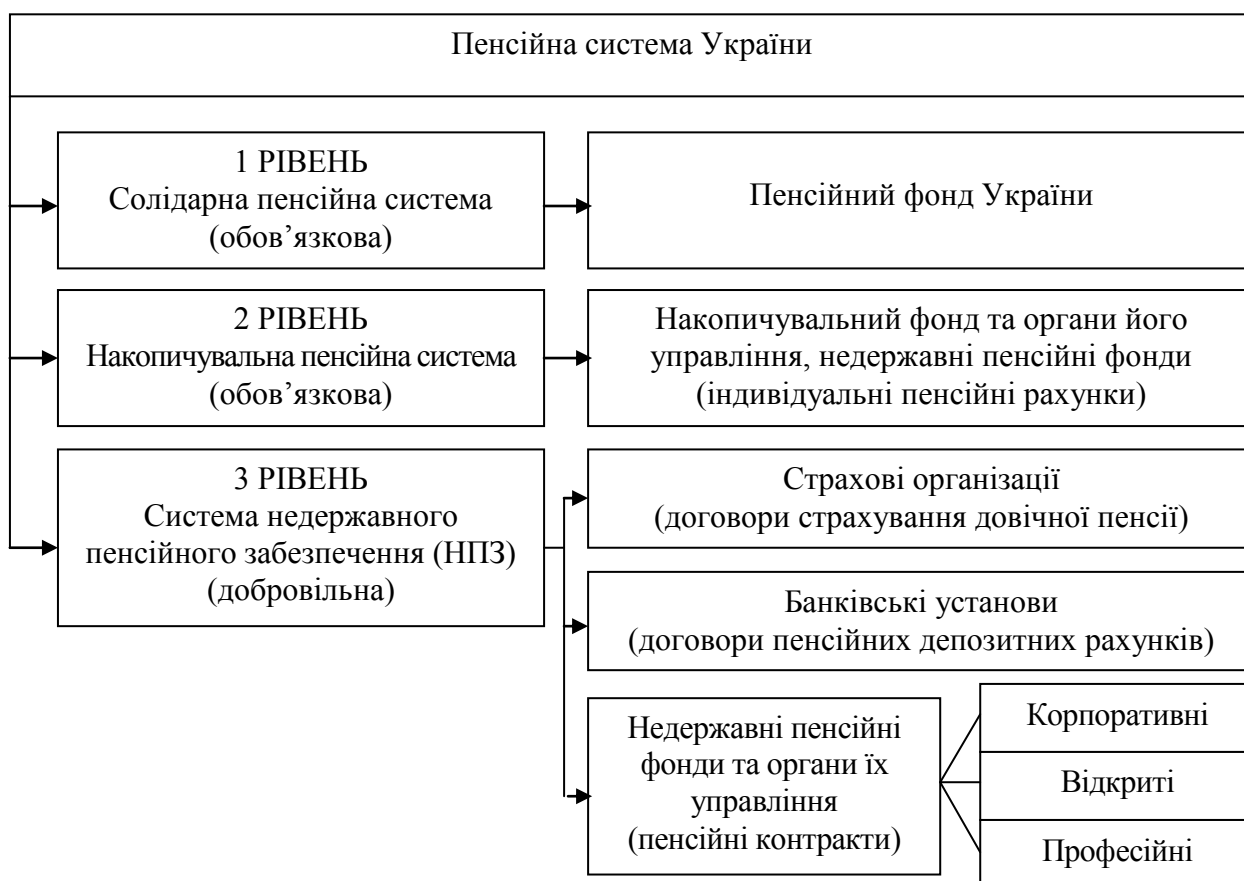 Пенсійна система України
1 РІВЕНЬ
Солідарна пенсійна система
(обов’язкова)
Пенсійний фонд України
2 РІВЕНЬ
Накопичувальна пенсійна система
(обов’язкова)
Накопичувальний фонд та органи його
управління, недержавні пенсійні фонди
(індивідуальні пенсійні рахунки)
3 РІВЕНЬ
Система недержавного
пенсійного забезпечення (НПЗ)
(добровільна)
Страхові організації
(договори страхування довічної пенсії)
Банківські установи
(договори пенсійних депозитних рахунків)
Недержавні пенсійні
фонди та органи їх
управління
(пенсійні контракти)
Корпоративні
Відкриті
Професійні